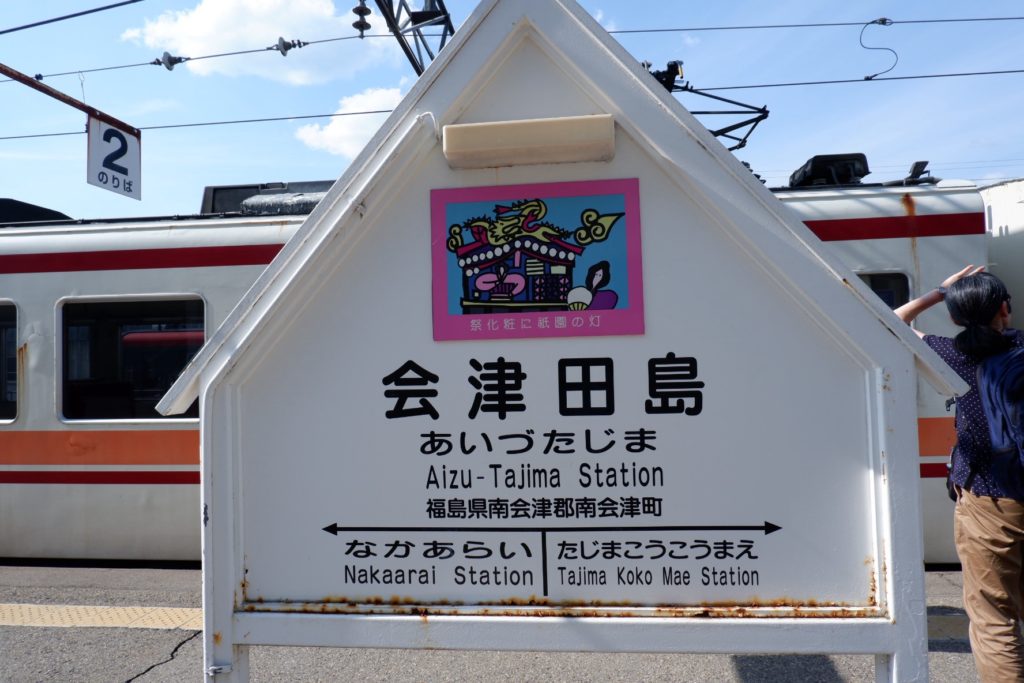 2
のりば
祭化粧に祇園の灯
会津田島
あいづたじま
Aizu-Tajima Station
福島県南会津郡南会津町
なかあらい
Nakaarai Station
たじまこうこうまえ
Tajima Koko Mae Station